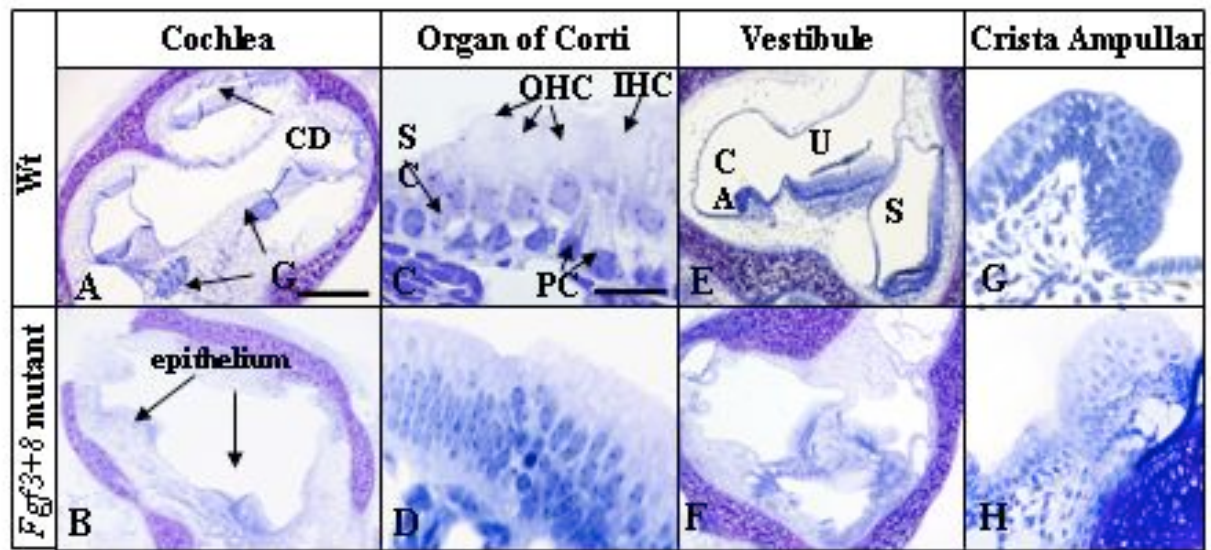 Cochlea
Organ of Corti
Vestibule
Crista Ampullar
Wt
CD
G
A
OHC
IHC
S
C
PC
C
U
C
A
S
E
G
Fgf3+8 mutant
epithelium
B
D
F
H